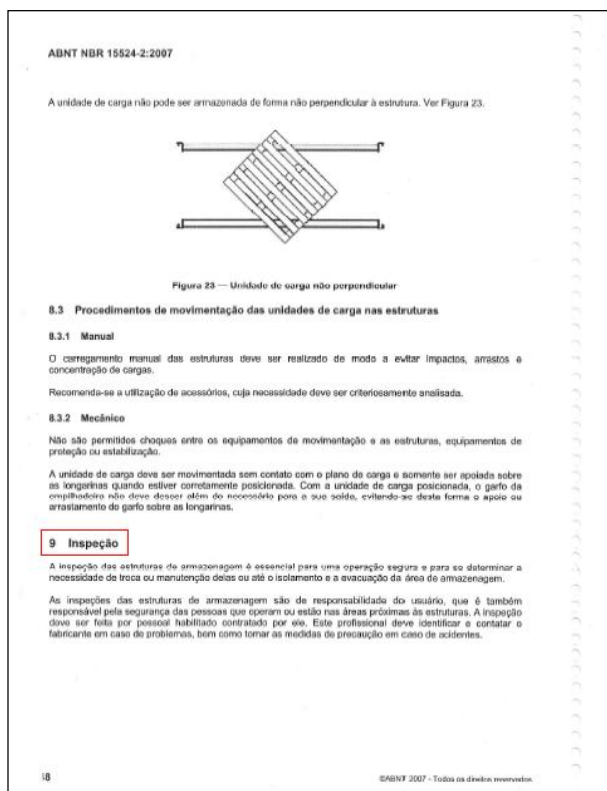 ABNT NBR 15524-2:2007
A unidade de carga não pode ser armazenada de forma não perpendicular à estrutura. Ver Figura 23.
Figura 23 — Unidade de carga não perpendicular
8.3 Procedimentos de movimentação das unidades de carga nas estruturas
8.3.1 Manual
O carregamento manual das estruturas deve ser realizado de modo a evitar impactos, arrastos e
concentração de cargas.
Recomenda-se a utilização de acessórios, cuja necessidade deve ser criteriosamente analisada.
8.3.2 Mecânico
Não são permitidos choques entre os equipamentos de movimentação e as estruturas, equipamentos de
proteção ou estabilização.
A unidade de carga deve ser movimentada sem contato com o plano de carga e somente ser apoiada sobre
as longarinas quando estiver corretamente posicionada. Com a unidade de carga posicionada, o garfo da
empilhadeira não deve descer além do necessário para a sua saída, evitando-se desta forma o apoio ou
arrastamento do garfo sobre as longarinas.
9 Inspeção
A inspeção das estruturas de armazenagem é essencial para uma operação segura e para se determinar a
necessidade de troca ou manutenção delas ou até o isolamento e a evacuação da área de armazenagem.
As inspeções das estruturas de armazenagem são de responsabilidade do usuário, que é também
responsável pela segurança das pessoas que operam ou estão nas áreas próximas às estruturas. A inspeção
deve ser feita por pessoal habilitado contratado por ele. Este profissional deve identificar e contatar o
fabricante em caso de problemas, bem como tomar as medidas de precaução em caso de acidentes.
18
©ABNT 2007 - Todos os direitos reservados